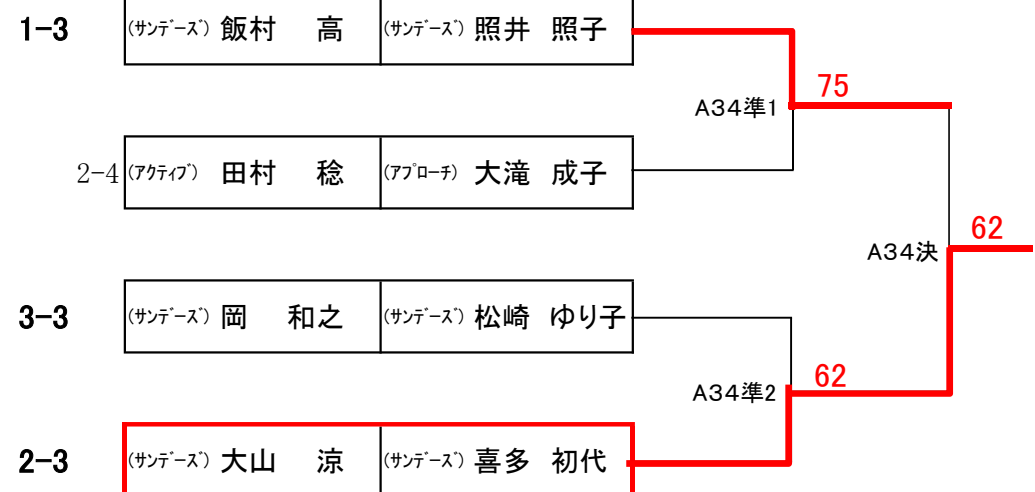 1-3 (サンデーズ) 飯村 高 (サンデーズ) 照井 照子
75
A34準1
2-4 (アクティブ) 田村 稔 (アプローチ) 大滝 成子
62
A34決
3-3 (サンデーズ) 岡 和之 (サンデーズ) 松崎 ゆり子
62
A34準2
2-3 (サンデーズ) 大山 涼 (サンデーズ) 喜多 初代